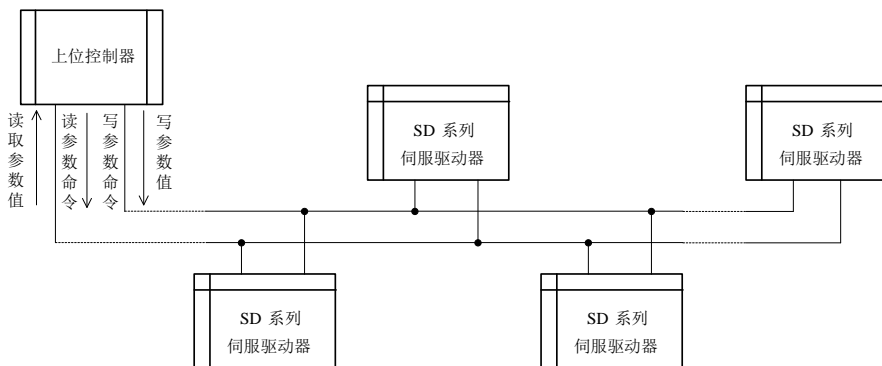 上位控制器
读取参数值
读参数命令
写参数命令
写参数值
SD 系列
伺服驱动器
SD 系列
伺服驱动器
SD 系列
伺服驱动器
SD 系列
伺服驱动器